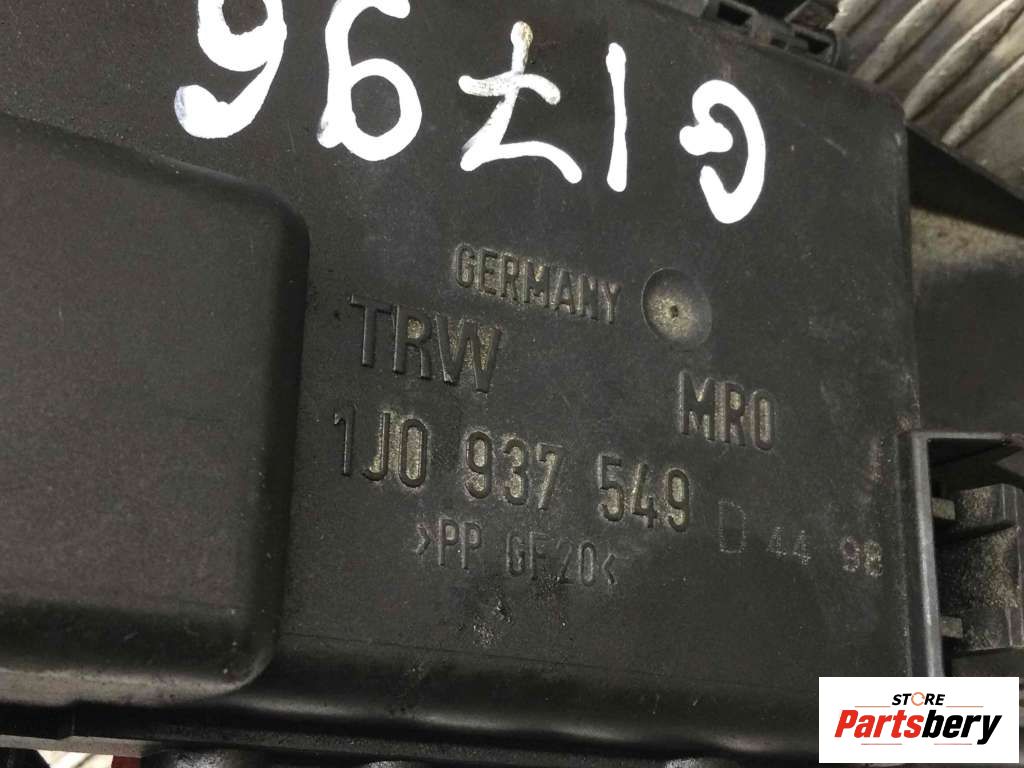 GERMANY
TRW
MRO
1J0 937 549 D 44 98
>PP GF20<
STORE
Partsbery